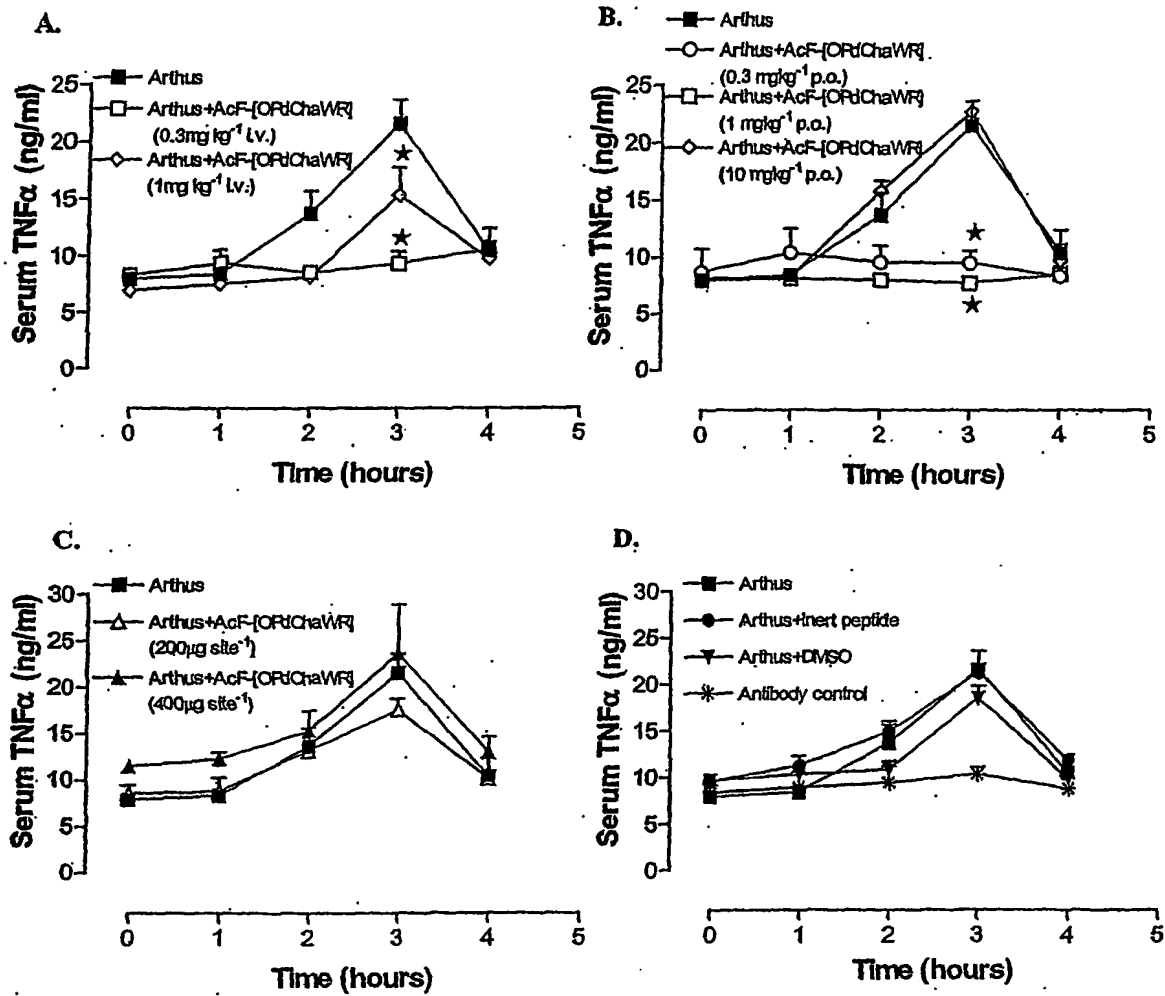 A.
Arthus
Arthus+AcF-[OPdChaWR]
(0.3mg kg⁻¹ i.v.)
Arthus+AcF-[OPdChaWR]
(1mg kg⁻¹ i.v.)
Serum TNFα (ng/ml)
25
20
15
10
5
0
0 1 2 3 4 5
Time (hours)
B.
Arthus
Arthus+AcF-[OPdChaWR]
(0.3 mgkg⁻¹ p.o.)
Arthus+AcF-[OPdChaWR]
(1 mgkg⁻¹ p.o.)
Arthus+AcF-[OPdChaWR]
(10 mgkg⁻¹ p.o.)
Serum TNFα (ng/ml)
25
20
15
10
5
0
0 1 2 3 4 5
Time (hours)
C.
Arthus
Arthus+AcF-[OPdChaWR]
(200µg site⁻¹)
Arthus+AcF-[OPdChaWR]
(400µg site⁻¹)
Serum TNFα (ng/ml)
30
25
20
15
10
5
0
0 1 2 3 4 5
Time (hours)
D.
Arthus
Arthus+Inert peptide
Arthus+DMSO
Antibody control
Serum TNFα (ng/ml)
30
25
20
15
10
5
0
0 1 2 3 4 5
Time (hours)